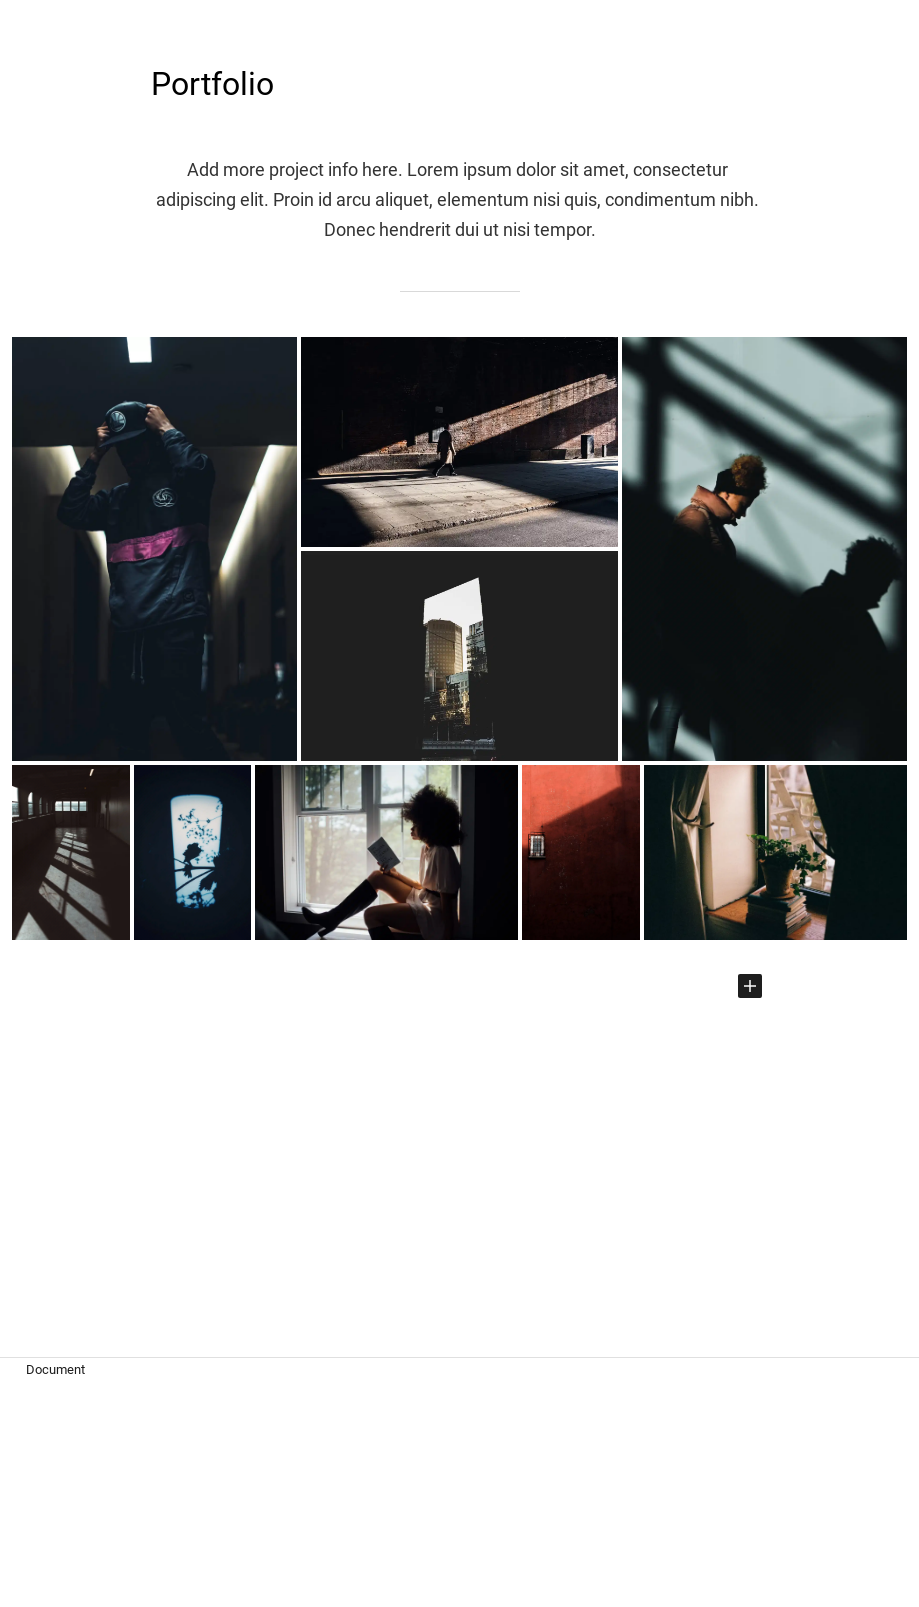 Portfolio
Add more project info here. Lorem ipsum dolor sit amet, consectetur
adipiscing elit. Proin id arcu aliquet, elementum nisi quis, condimentum nibh.
Donec hendrerit dui ut nisi tempor.
Document